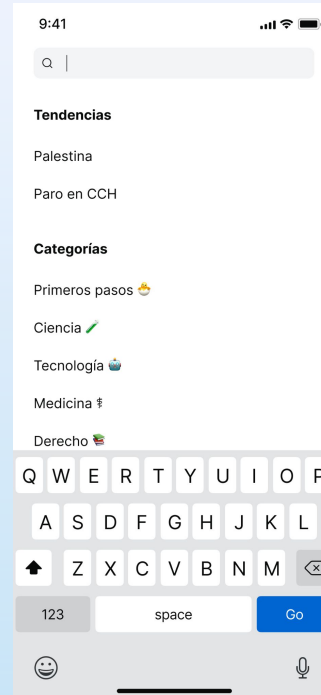 9:41
Tendencias
Palestina
Paro en CCH
Categorías
Primeros pasos 🐣
Ciencia 🧪
Tecnología 🤖
Medicina ⚕
Derecho 📚
Q W E R T Y U I O P
A S D F G H J K L
Z X C V B N M
123 space Go